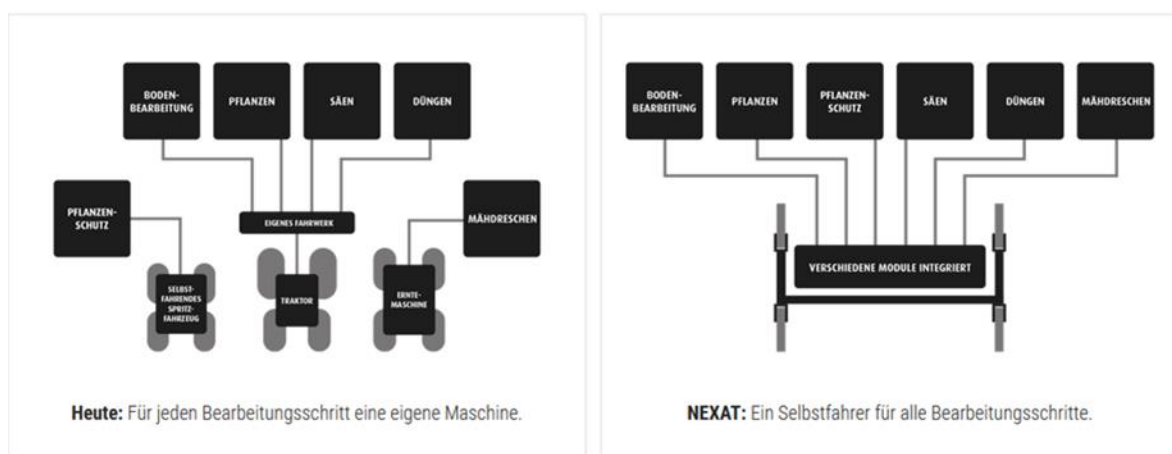 BODEN-
BEARBEITUNG
PFLANZEN
SÄEN
DÜNGEN
PFLANZEN-
SCHUTZ
EIGENES FAHRWERK
MÄHDRESCHEN
SELBST-
FAHRENDES
SPRITZ-
FAHRZEUG
TRAKTOR
ERNTE-
MASCHINE
Heute: Für jeden Bearbeitungsschritt eine eigene Maschine.
BODEN-
BEARBEITUNG
PFLANZEN
PFLANZEN-
SCHUTZ
SÄEN
DÜNGEN
MÄHDRESCHEN
VERSCHIEDENE MODULE INTEGRIERT
NEXAT: Ein Selbstfahrer für alle Bearbeitungsschritte.